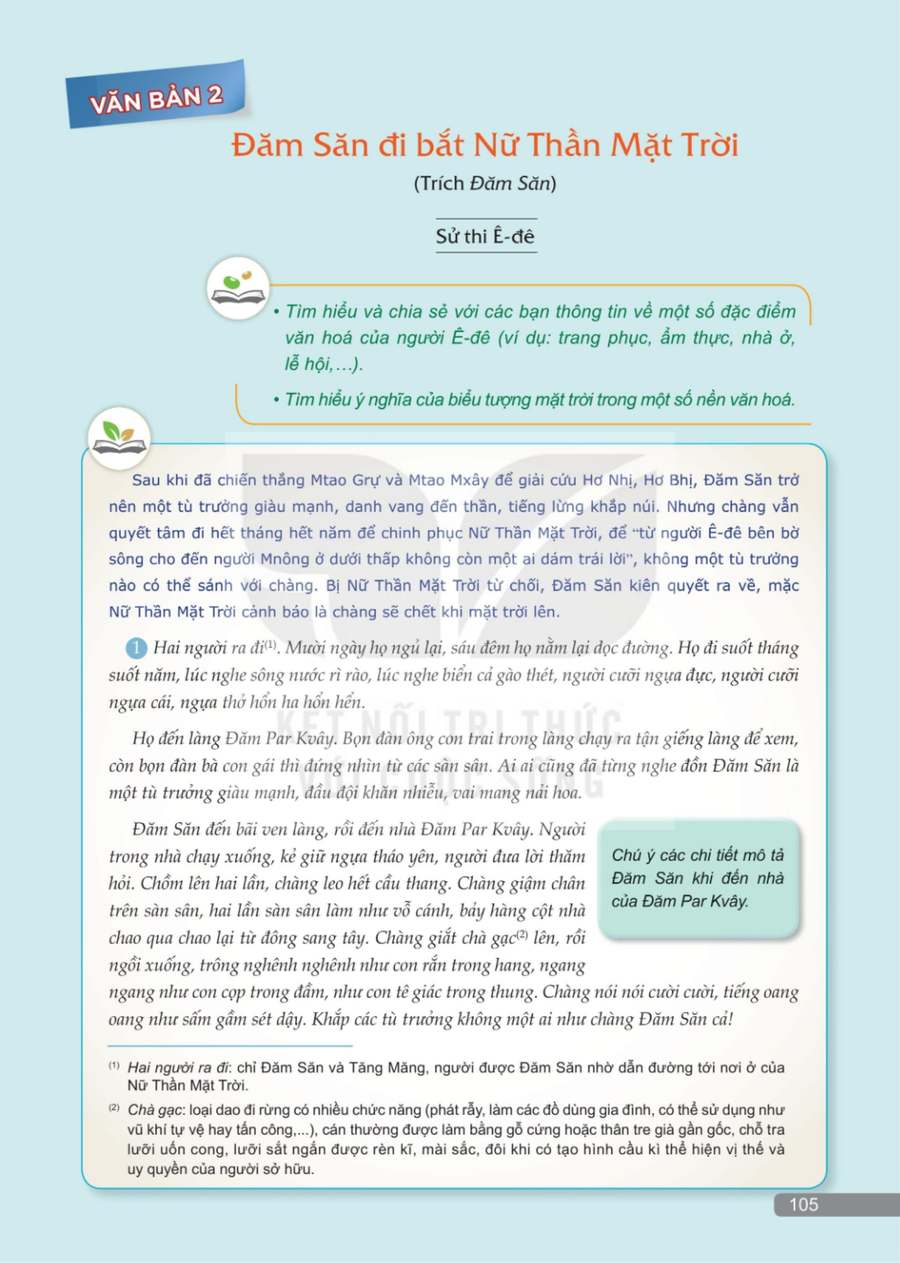 VĂN BẢN 2
Đăm Săn đi bắt Nữ Thần Mặt Trời
(Trích Đăm Săn)
Sử thi Ê-đê
• Tìm hiểu và chia sẻ với các bạn thông tin về một số đặc điểm
văn hoá của người Ê-đê (ví dụ: trang phục, ẩm thực, nhà ở,
lễ hội,…).
• Tìm hiểu ý nghĩa của biểu tượng mặt trời trong một số nền văn hoá.
Sau khi đã chiến thắng Mtao Grự và Mtao Mxây để giải cứu Hơ Nhị, Hơ Bhị, Đăm Săn trở
nên một tù trưởng giàu mạnh, danh vang đến thần, tiếng lừng khắp núi. Nhưng chàng vẫn
quyết tâm đi hết tháng hết năm để chinh phục Nữ Thần Mặt Trời, để “từ người Ê-đê bên bờ
sông cho đến người Mnông ở dưới thấp không còn một ai dám trái lời”, không một tù trưởng
nào có thể sánh với chàng. Bị Nữ Thần Mặt Trời từ chối, Đăm Săn kiên quyết ra về, mặc
Nữ Thần Mặt Trời cảnh báo là chàng sẽ chết khi mặt trời lên.
1 Hai người ra đi(1). Mười ngày họ ngủ lại, sáu đêm họ nằm lại dọc đường. Họ đi suốt tháng
suốt năm, lúc nghe sông nước rì rào, lúc nghe biển cả gào thét, người cưỡi ngựa đực, người cưỡi
ngựa cái, ngựa thở hổn ha hổn hển.
Họ đến làng Đăm Par Kvây. Bọn đàn ông con trai trong làng chạy ra tận giếng làng để xem,
còn bọn đàn bà con gái thì đứng nhìn từ các sàn sân. Ai ai cũng đã từng nghe đồn Đăm Săn là
một tù trưởng giàu mạnh, đầu đội khăn nhiễu, vai mang nải hoa.
Đăm Săn đến bãi ven làng, rồi đến nhà Đăm Par Kvây. Người
trong nhà chạy xuống, kẻ giữ ngựa tháo yên, người đưa lời thăm
hỏi. Chồm lên hai lần, chàng leo hết cầu thang. Chàng giậm chân
trên sàn sân, hai lần sàn sân làm như vỗ cánh, bảy hàng cột nhà
chao qua chao lại từ đông sang tây. Chàng giắt chà gạc(2) lên, rồi
ngồi xuống, trông nghênh nghênh như con rắn trong hang, ngang
ngang như con cọp trong đầm, như con tê giác trong thung. Chàng nói nói cười cười, tiếng oang
oang như sấm gầm sét dậy. Khắp các tù trưởng không một ai như chàng Đăm Săn cả!
Chú ý các chi tiết mô tả
Đăm Săn khi đến nhà
của Đăm Par Kvây.
(1) Hai người ra đi: chỉ Đăm Săn và Tăng Măng, người được Đăm Săn nhờ dẫn đường tới nơi ở của
Nữ Thần Mặt Trời.
(2) Chà gạc: loại dao đi rừng có nhiều chức năng (phát rẫy, làm các đồ dùng gia đình, có thể sử dụng như
vũ khí tự vệ hay tấn công,...), cán thường được làm bằng gỗ cứng hoặc thân tre già gần gốc, chỗ tra
lưỡi uốn cong, lưỡi sắt ngắn được rèn kĩ, mài sắc, đôi khi có tạo hình cầu kì thể hiện vị thế và
uy quyền của người sở hữu.
KẾT NỐI TRI THỨC
VỚI CUỘC SỐNG
105